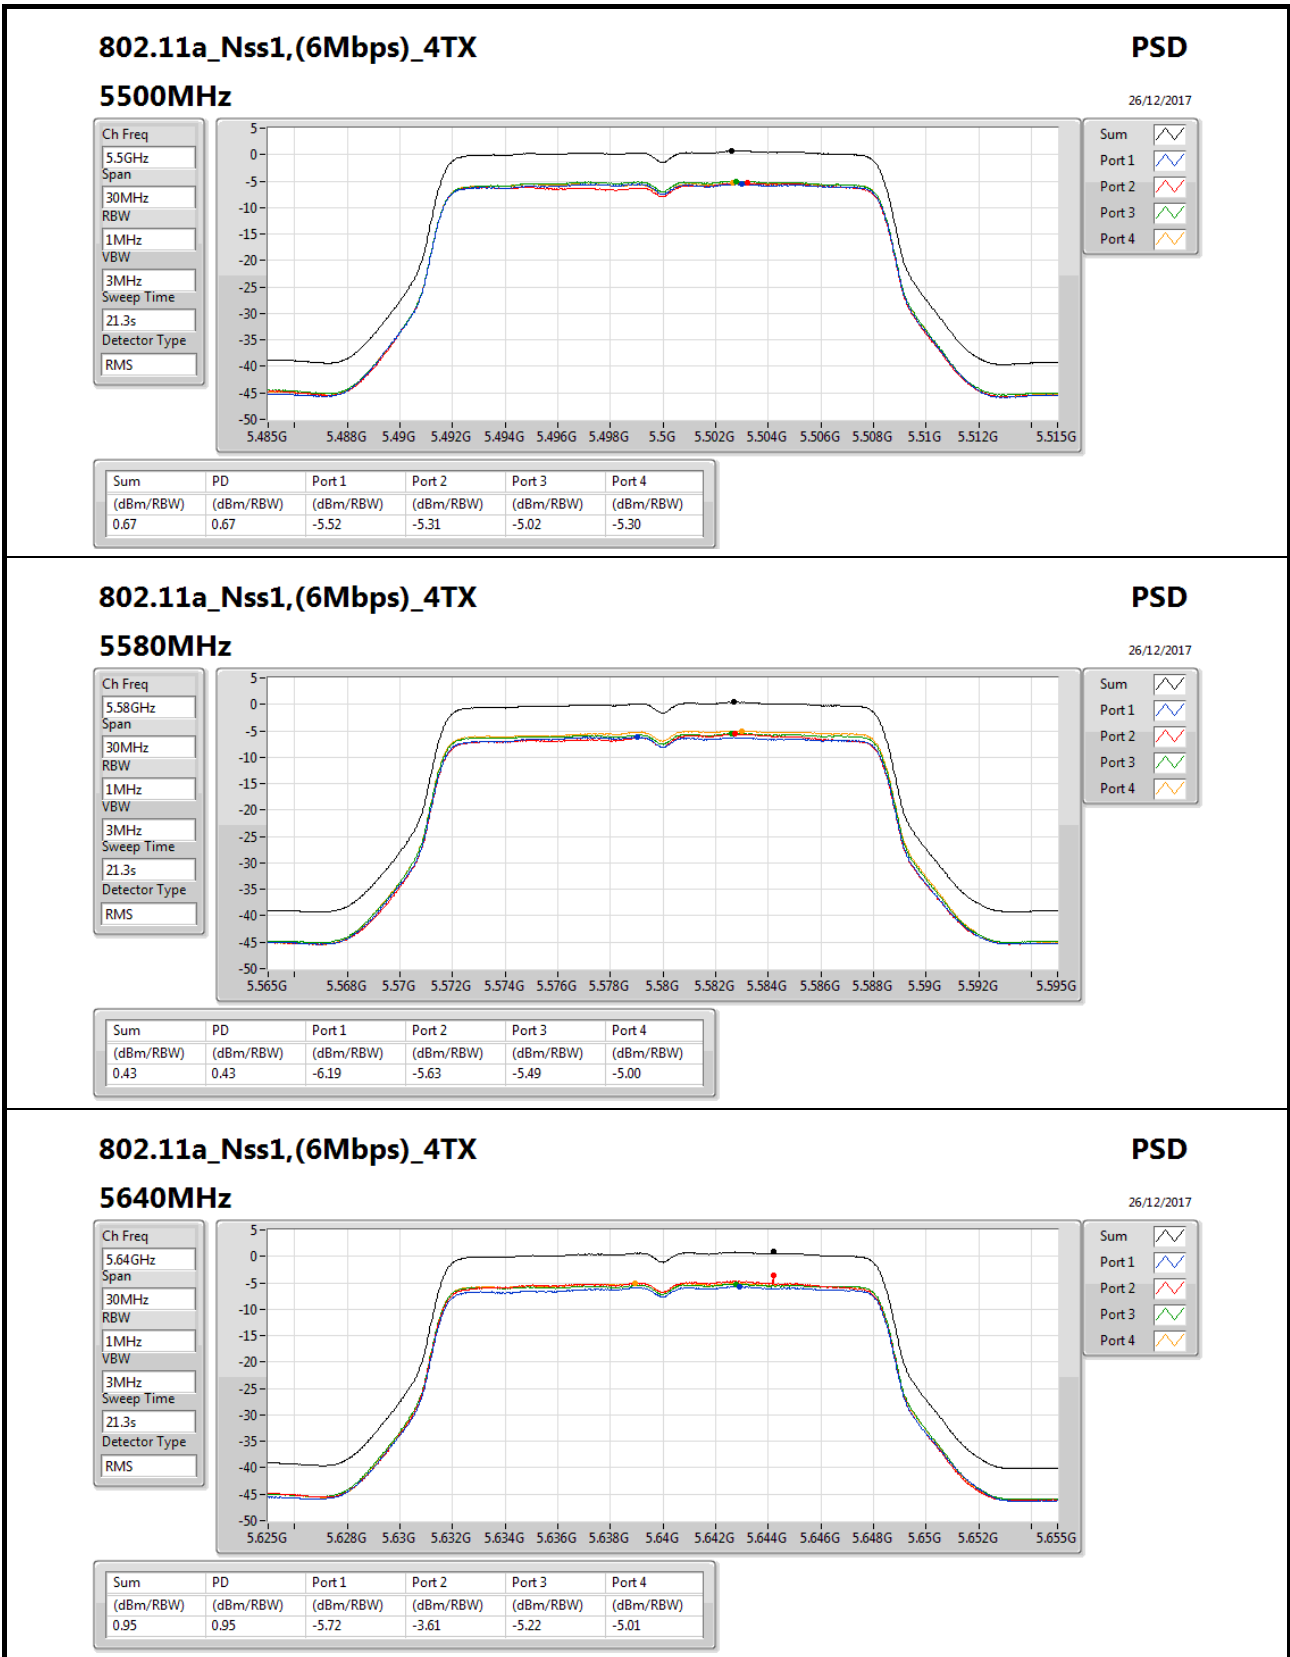 802.11a_Nss1,(6Mbps)_4TX PSD
5500MHz 26/12/2017
Ch Freq
5.5GHz
Span
30MHz
RBW
1MHz
VBW
3MHz
Sweep Time
21.3s
Detector Type
RMS
5
0
-5
-10
-15
-20
-25
-30
-35
-40
-45
-50
5.485G 5.488G 5.49G 5.492G 5.494G 5.496G 5.498G 5.5G 5.502G 5.504G 5.506G 5.508G 5.51G 5.512G 5.515G
Sum
Port 1
Port 2
Port 3
Port 4
Sum PD Port 1 Port 2 Port 3 Port 4
(dBm/RBW) (dBm/RBW) (dBm/RBW) (dBm/RBW) (dBm/RBW) (dBm/RBW)
0.67 0.67 -5.52 -5.31 -5.02 -5.30
802.11a_Nss1,(6Mbps)_4TX PSD
5580MHz 26/12/2017
Ch Freq
5.58GHz
Span
30MHz
RBW
1MHz
VBW
3MHz
Sweep Time
21.3s
Detector Type
RMS
5
0
-5
-10
-15
-20
-25
-30
-35
-40
-45
-50
5.565G 5.568G 5.57G 5.572G 5.574G 5.576G 5.578G 5.58G 5.582G 5.584G 5.586G 5.588G 5.59G 5.592G 5.595G
Sum
Port 1
Port 2
Port 3
Port 4
Sum PD Port 1 Port 2 Port 3 Port 4
(dBm/RBW) (dBm/RBW) (dBm/RBW) (dBm/RBW) (dBm/RBW) (dBm/RBW)
0.43 0.43 -6.19 -5.63 -5.49 -5.00
802.11a_Nss1,(6Mbps)_4TX PSD
5640MHz 26/12/2017
Ch Freq
5.64GHz
Span
30MHz
RBW
1MHz
VBW
3MHz
Sweep Time
21.3s
Detector Type
RMS
5
0
-5
-10
-15
-20
-25
-30
-35
-40
-45
-50
5.625G 5.628G 5.63G 5.632G 5.634G 5.636G 5.638G 5.64G 5.642G 5.644G 5.646G 5.648G 5.65G 5.652G 5.655G
Sum
Port 1
Port 2
Port 3
Port 4
Sum PD Port 1 Port 2 Port 3 Port 4
(dBm/RBW) (dBm/RBW) (dBm/RBW) (dBm/RBW) (dBm/RBW) (dBm/RBW)
0.95 0.95 -5.72 -3.61 -5.22 -5.01